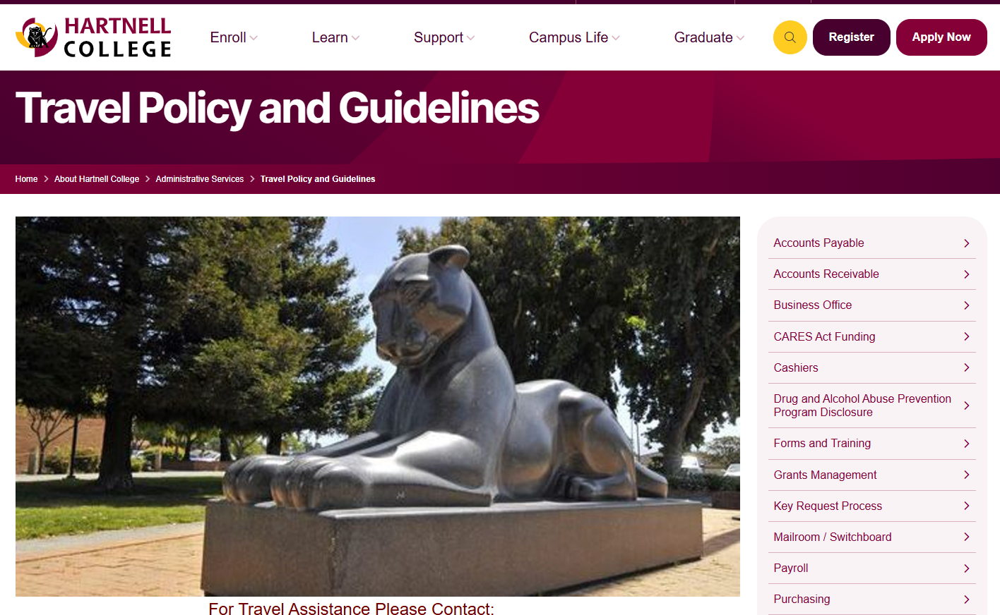 HARTNELL
COLLEGE
Enroll
Learn
Support
Campus Life
Graduate
Register
Apply Now
Travel Policy and Guidelines
Home
About Hartnell College
Administrative Services
Travel Policy and Guidelines
Accounts Payable
Accounts Receivable
Business Office
CARES Act Funding
Cashiers
Drug and Alcohol Abuse Prevention
Program Disclosure
Forms and Training
Grants Management
Key Request Process
Mailroom / Switchboard
Payroll
Purchasing
For Travel Assistance Please Contact: